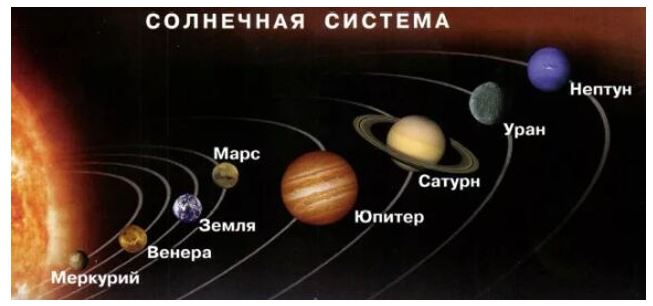 СОЛНЕЧНАЯ СИСТЕМА
Нептун
Уран
Марс
Сатурн
Юпитер
Земля
Венера
Меркурий